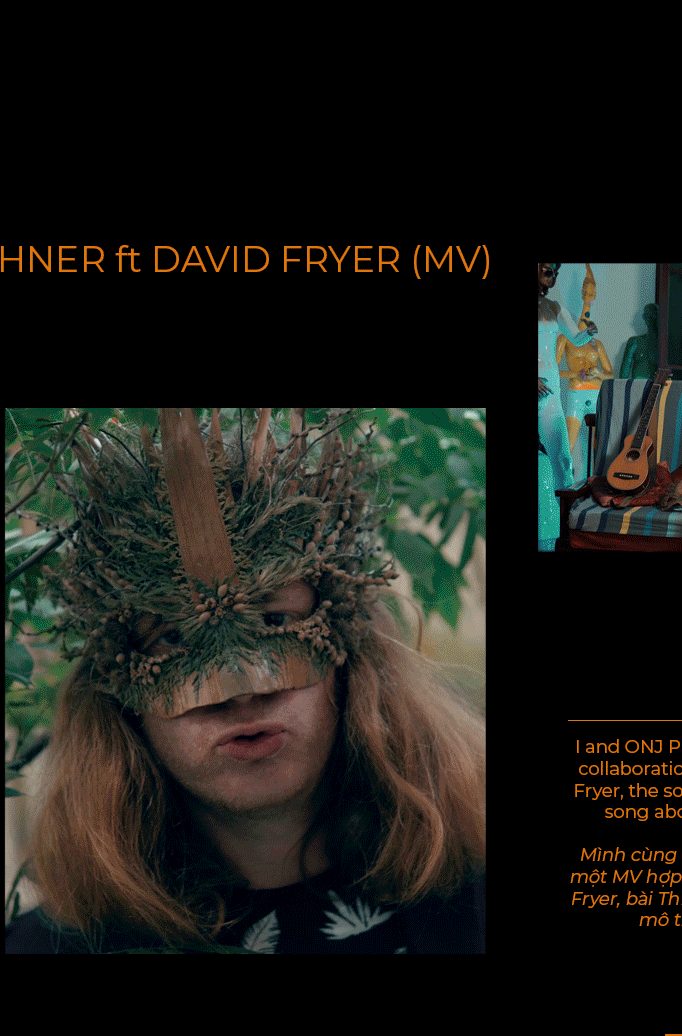 HNER ft DAVID FRYER (MV)
I and ONJ P
collaboratio
Fryer, the so
song abo
Mình cùng
một MV hợp
Fryer, bài Th
mô t